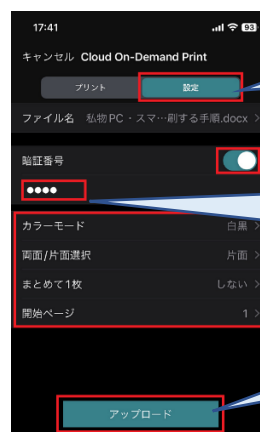 17:41 93
キャンセル Cloud On-Demand Print
プリント 設定
ファイル名 私物PC・スマ…刷する手順.docx >
暗証番号
●●●●
カラーモード 白黒 >
両面/片面選択 片面 >
まとめて1枚 しない >
開始ページ 1 >
アップロード